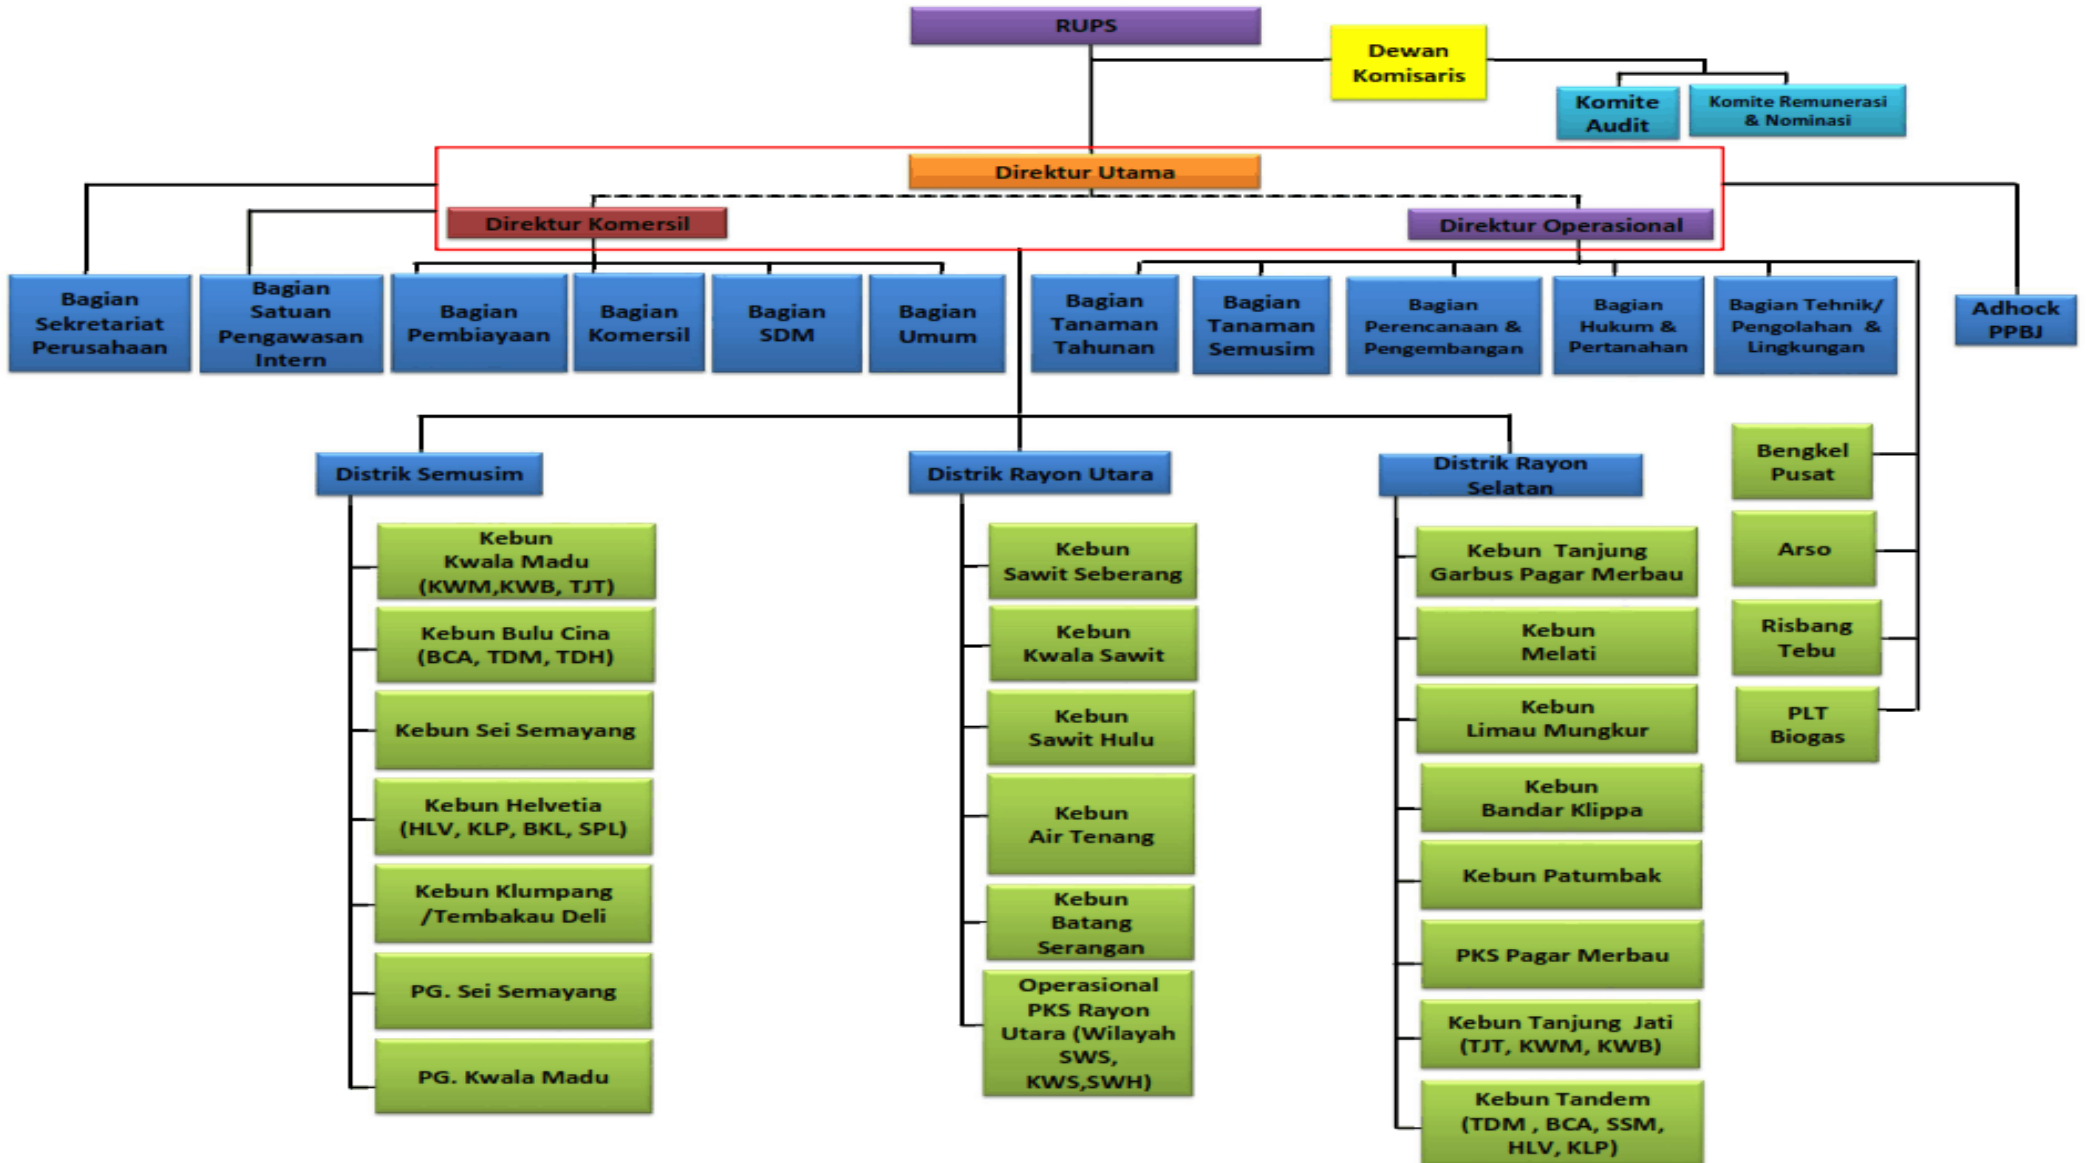 RUPS
Dewan
Komisaris
Komite
Audit
Komite Remunerasi
& Nominasi
Direktur Utama
Direktur Komersil
Direktur Operasional
Bagian
Sekretariat
Perusahaan
Bagian
Satuan
Pengawasan
Intern
Bagian
Pembiayaan
Bagian
Komersil
Bagian
SDM
Bagian
Umum
Bagian
Tanaman
Tahunan
Bagian
Tanaman
Semusim
Bagian
Perencanaan &
Pengembangan
Bagian
Hukum &
Pertanahan
Bagian Tehnik/
Pengolahan &
Lingkungan
Adhock
PPBJ
Distrik Semusim
Kebun
Kwala Madu
(KWM,KWB, TJT)
Kebun Bulu Cina
(BCA, TDM, TDH)
Kebun Sei Semayang
Kebun Helvetia
(HLV, KLP, BKL, SPL)
Kebun Klumpang
/Tembakau Deli
PG. Sei Semayang
PG. Kwala Madu
Distrik Rayon Utara
Kebun
Sawit Seberang
Kebun
Kwala Sawit
Kebun
Sawit Hulu
Kebun
Air Tenang
Kebun
Batang
Serangan
Operasional
PKS Rayon
Utara (Wilayah
SWS,
KWS,SWH)
Distrik Rayon
Selatan
Kebun Tanjung
Garbus Pagar Merbau
Kebun
Melati
Kebun
Limau Mungkur
Kebun
Bandar Klippa
Kebun Patumbak
PKS Pagar Merbau
Kebun Tanjung Jati
(TJT, KWM, KWB)
Kebun Tandem
(TDM , BCA, SSM,
HLV, KLP)
Bengkel
Pusat
Arso
Risbang
Tebu
PLT
Biogas